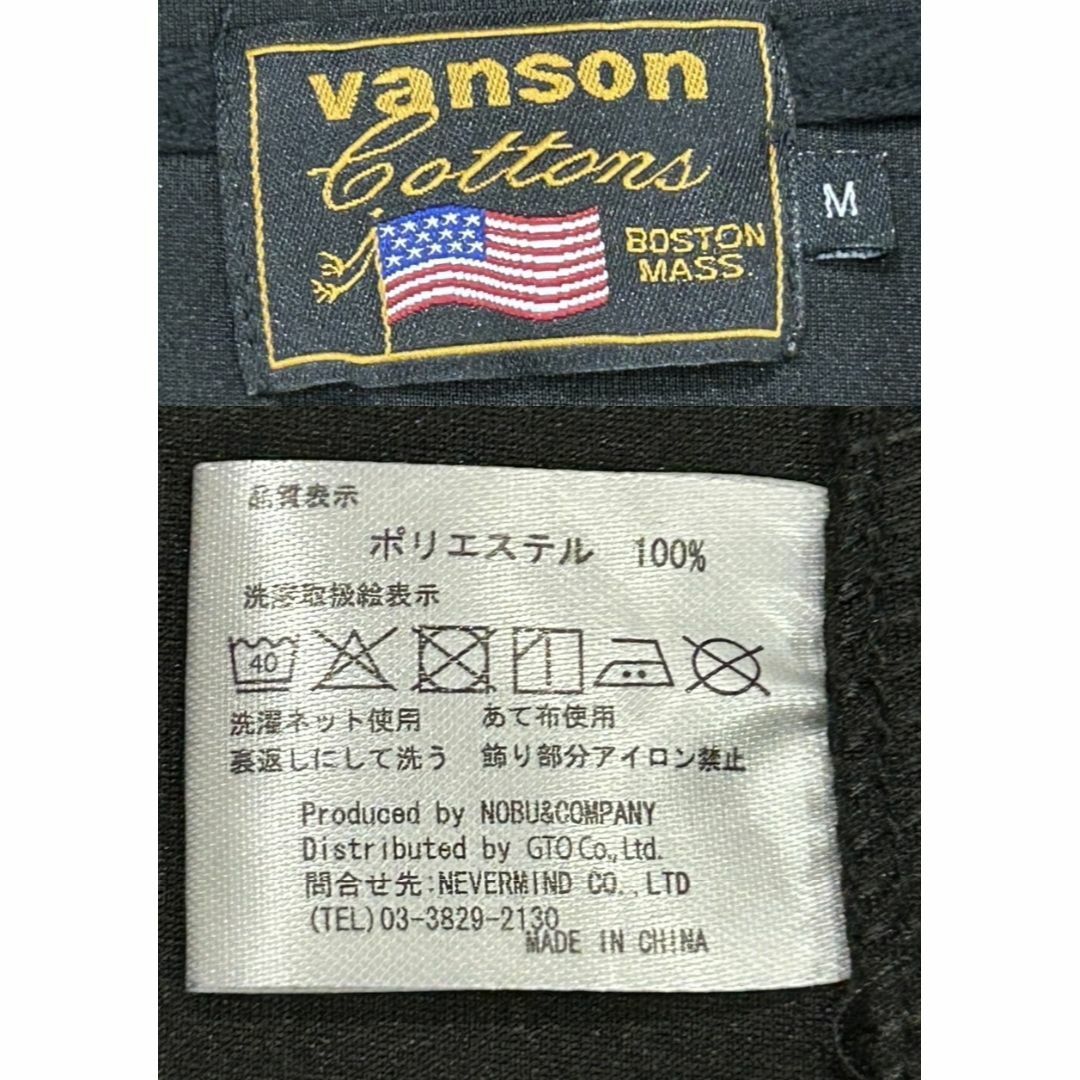 vanson
Cottons
BOSTON
MASS.
M
品質表示
ポリエステル 100%
洗濯取扱絵表示
40
洗濯ネット使用 あて布使用
裏返しにして洗う 飾り部分アイロン禁止
Produced by NOBU&COMPANY
Distributed by GTO Co., Ltd.
問合せ先:NEVERMIND CO., LTD
(TEL)03-3829-2130
MADE IN CHINA